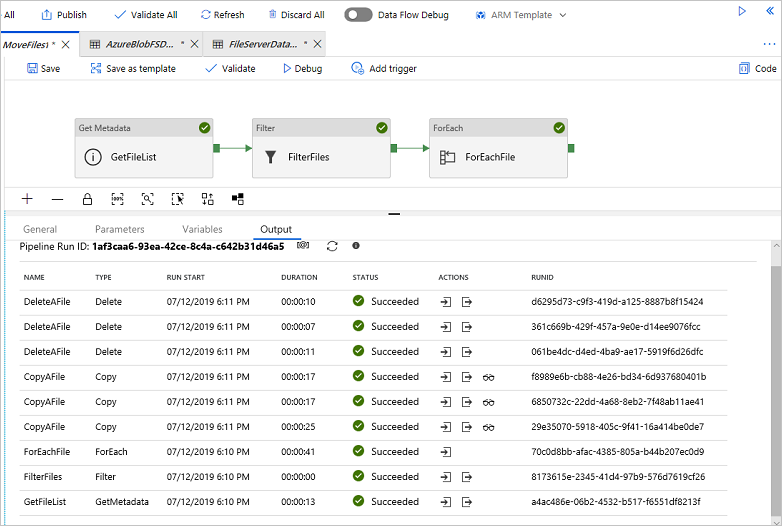 All Publish Validate All Refresh Discard All Data Flow Debug ARM Template
MoveFiles1 * AzureBlobFSD... * FileServerData... *
Save Save as template Validate Debug Add trigger Code
Get Metadata Filter ForEach
GetFileList FilterFiles ForEachFile
100%
General Parameters Variables Output
Pipeline Run ID: 1af3caa6-93ea-42ce-8c4a-c642b31d46a5
NAME TYPE RUN START DURATION STATUS ACTIONS RUNID
DeleteAFile Delete 07/12/2019 6:11 PM 00:00:10 Succeeded d6295d73-c9f3-419d-a125-8887b8f15424
DeleteAFile Delete 07/12/2019 6:11 PM 00:00:07 Succeeded 361c669b-429f-457a-9e0e-d14ee9076fcc
DeleteAFile Delete 07/12/2019 6:11 PM 00:00:11 Succeeded 061be4dc-d4ed-4ba9-ae17-5919f6d26dfc
CopyAFile Copy 07/12/2019 6:11 PM 00:00:17 Succeeded f8989e6b-cb88-4e26-bd34-6d937680401b
CopyAFile Copy 07/12/2019 6:11 PM 00:00:17 Succeeded 6850732c-22dd-4a68-8eb2-7f48ab11ae41
CopyAFile Copy 07/12/2019 6:11 PM 00:00:25 Succeeded 29e35070-5918-405c-9f41-16a414be0de7
ForEachFile ForEach 07/12/2019 6:10 PM 00:00:41 Succeeded 70c0d8bb-afac-4385-805a-b44b207ec0d9
FilterFiles Filter 07/12/2019 6:10 PM 00:00:00 Succeeded 8173615e-2345-41d4-97b9-576d7619cf26
GetFileList GetMetadata 07/12/2019 6:10 PM 00:00:13 Succeeded a4ac486e-06b2-4532-b517-f6551df8213f